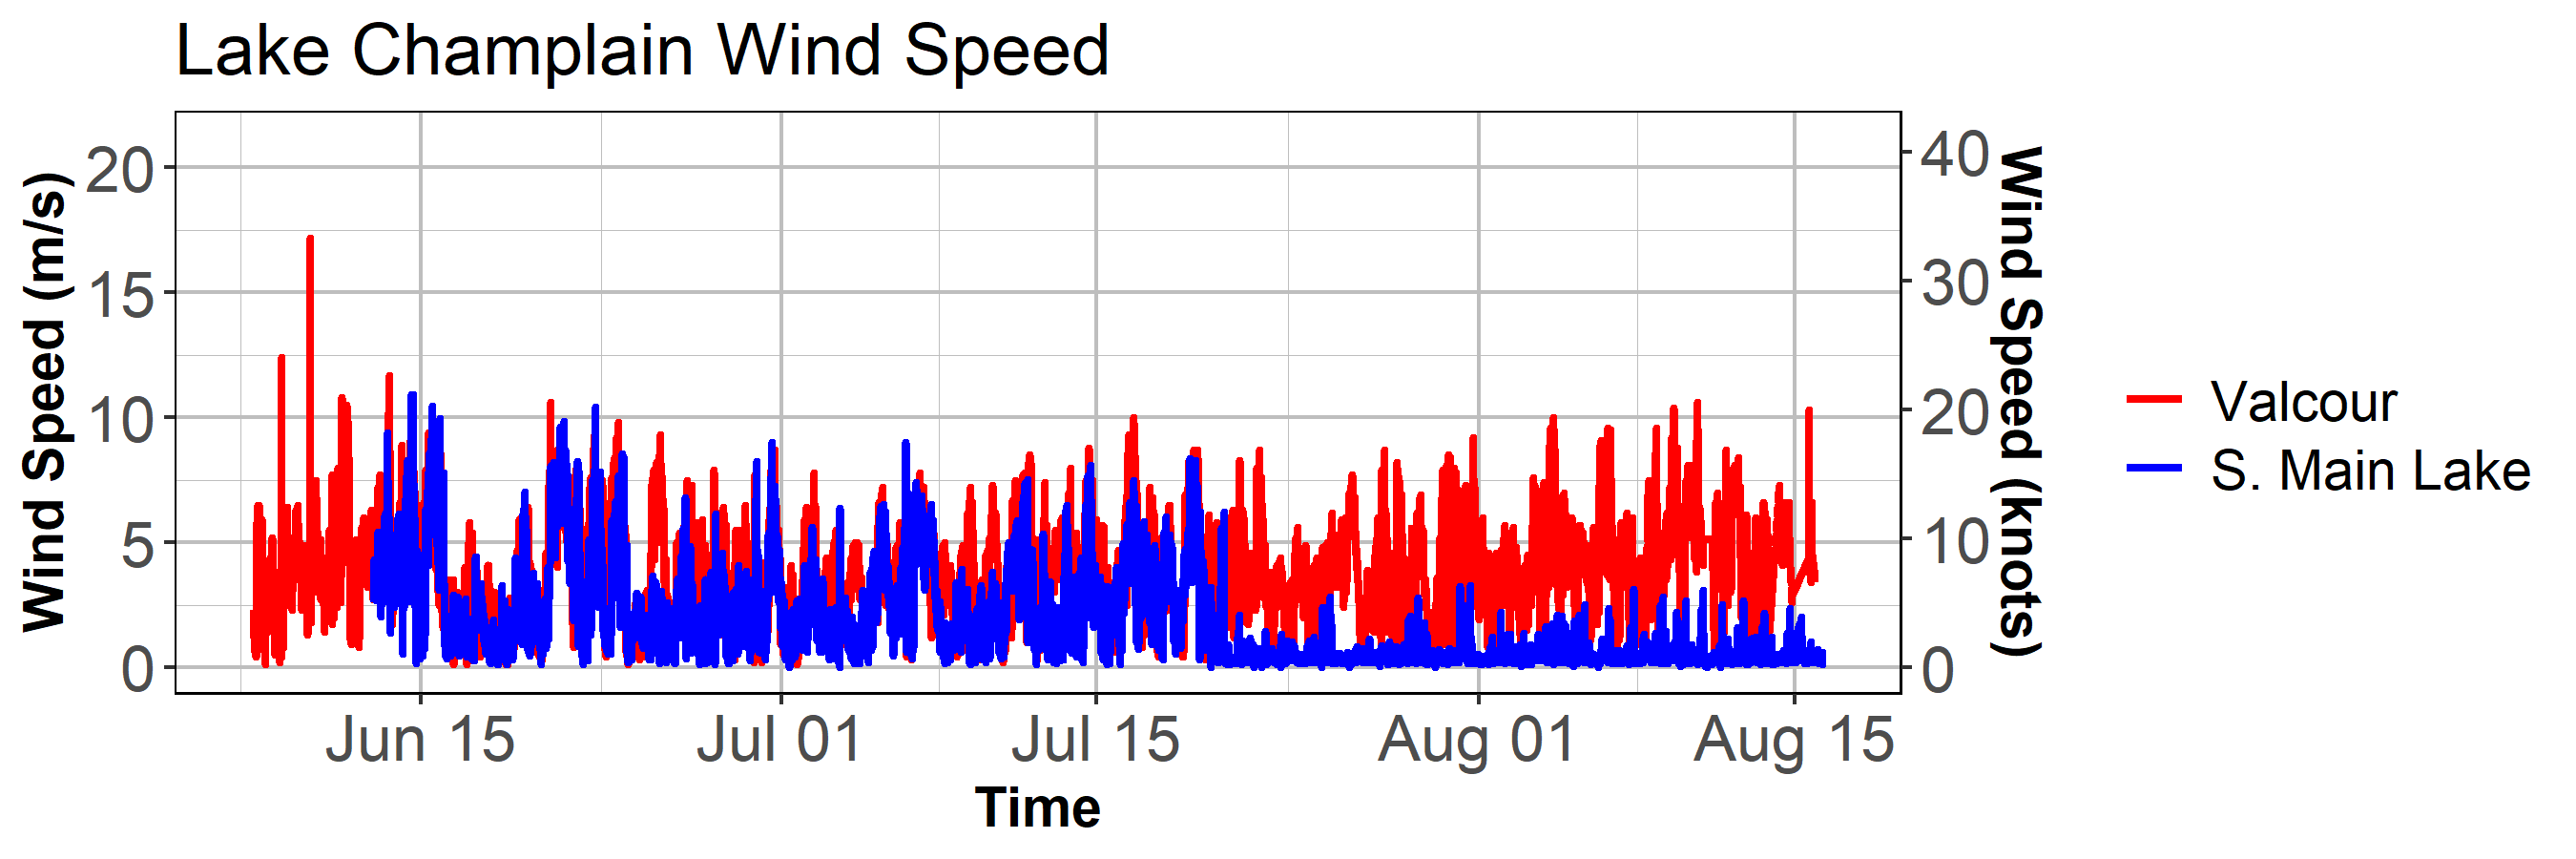 Lake Champlain Wind Speed
Wind Speed (m/s)
20
15
10
5
0
Wind Speed (knots)
40
30
20
10
0
Jun 15
Jul 01
Jul 15
Aug 01
Aug 15
Time
Valcour
S. Main Lake